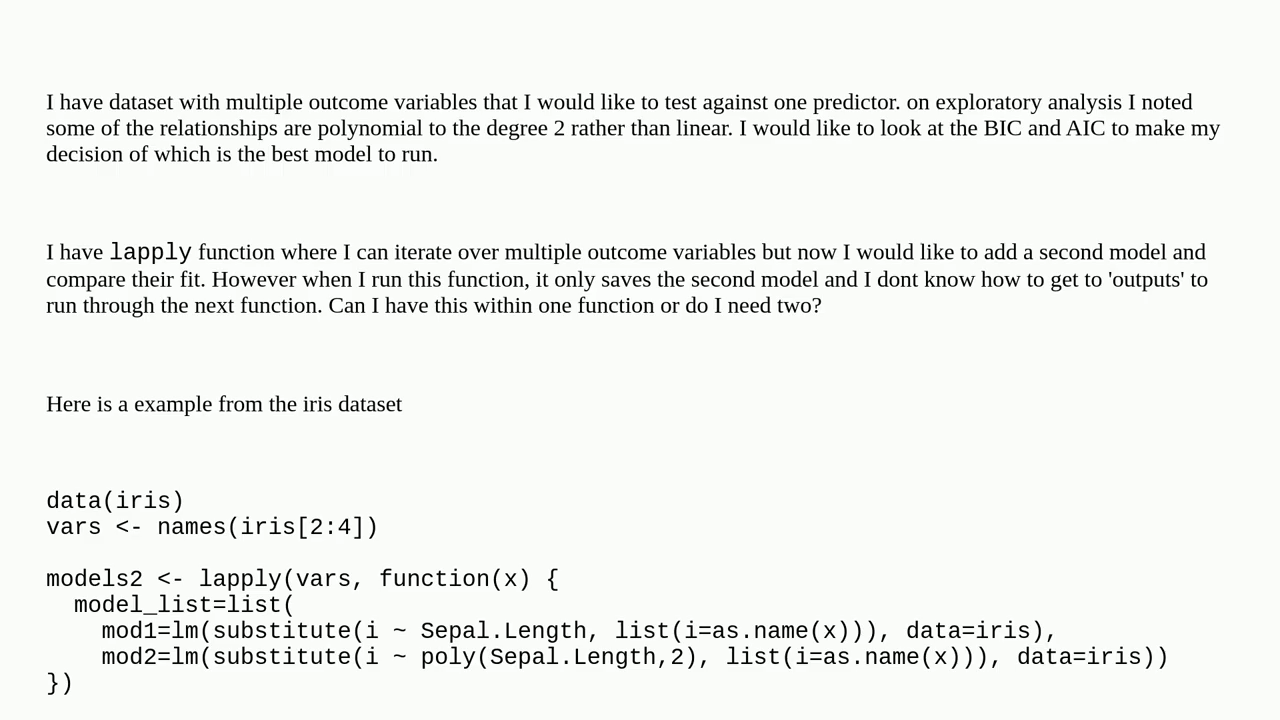 I have dataset with multiple outcome variables that I would like to test against one predictor. on exploratory analysis I noted
some of the relationships are polynomial to the degree 2 rather than linear. I would like to look at the BIC and AIC to make my
decision of which is the best model to run.
I have lapply function where I can iterate over multiple outcome variables but now I would like to add a second model and
compare their fit. However when I run this function, it only saves the second model and I dont know how to get to 'outputs' to
run through the next function. Can I have this within one function or do I need two?
Here is a example from the iris dataset
data(iris)
vars <- names(iris[2:4])
models2 <- lapply(vars, function(x) {
  model_list=list(
    mod1=lm(substitute(i ~ Sepal.Length, list(i=as.name(x))), data=iris),
    mod2=lm(substitute(i ~ poly(Sepal.Length,2), list(i=as.name(x))), data=iris))
})